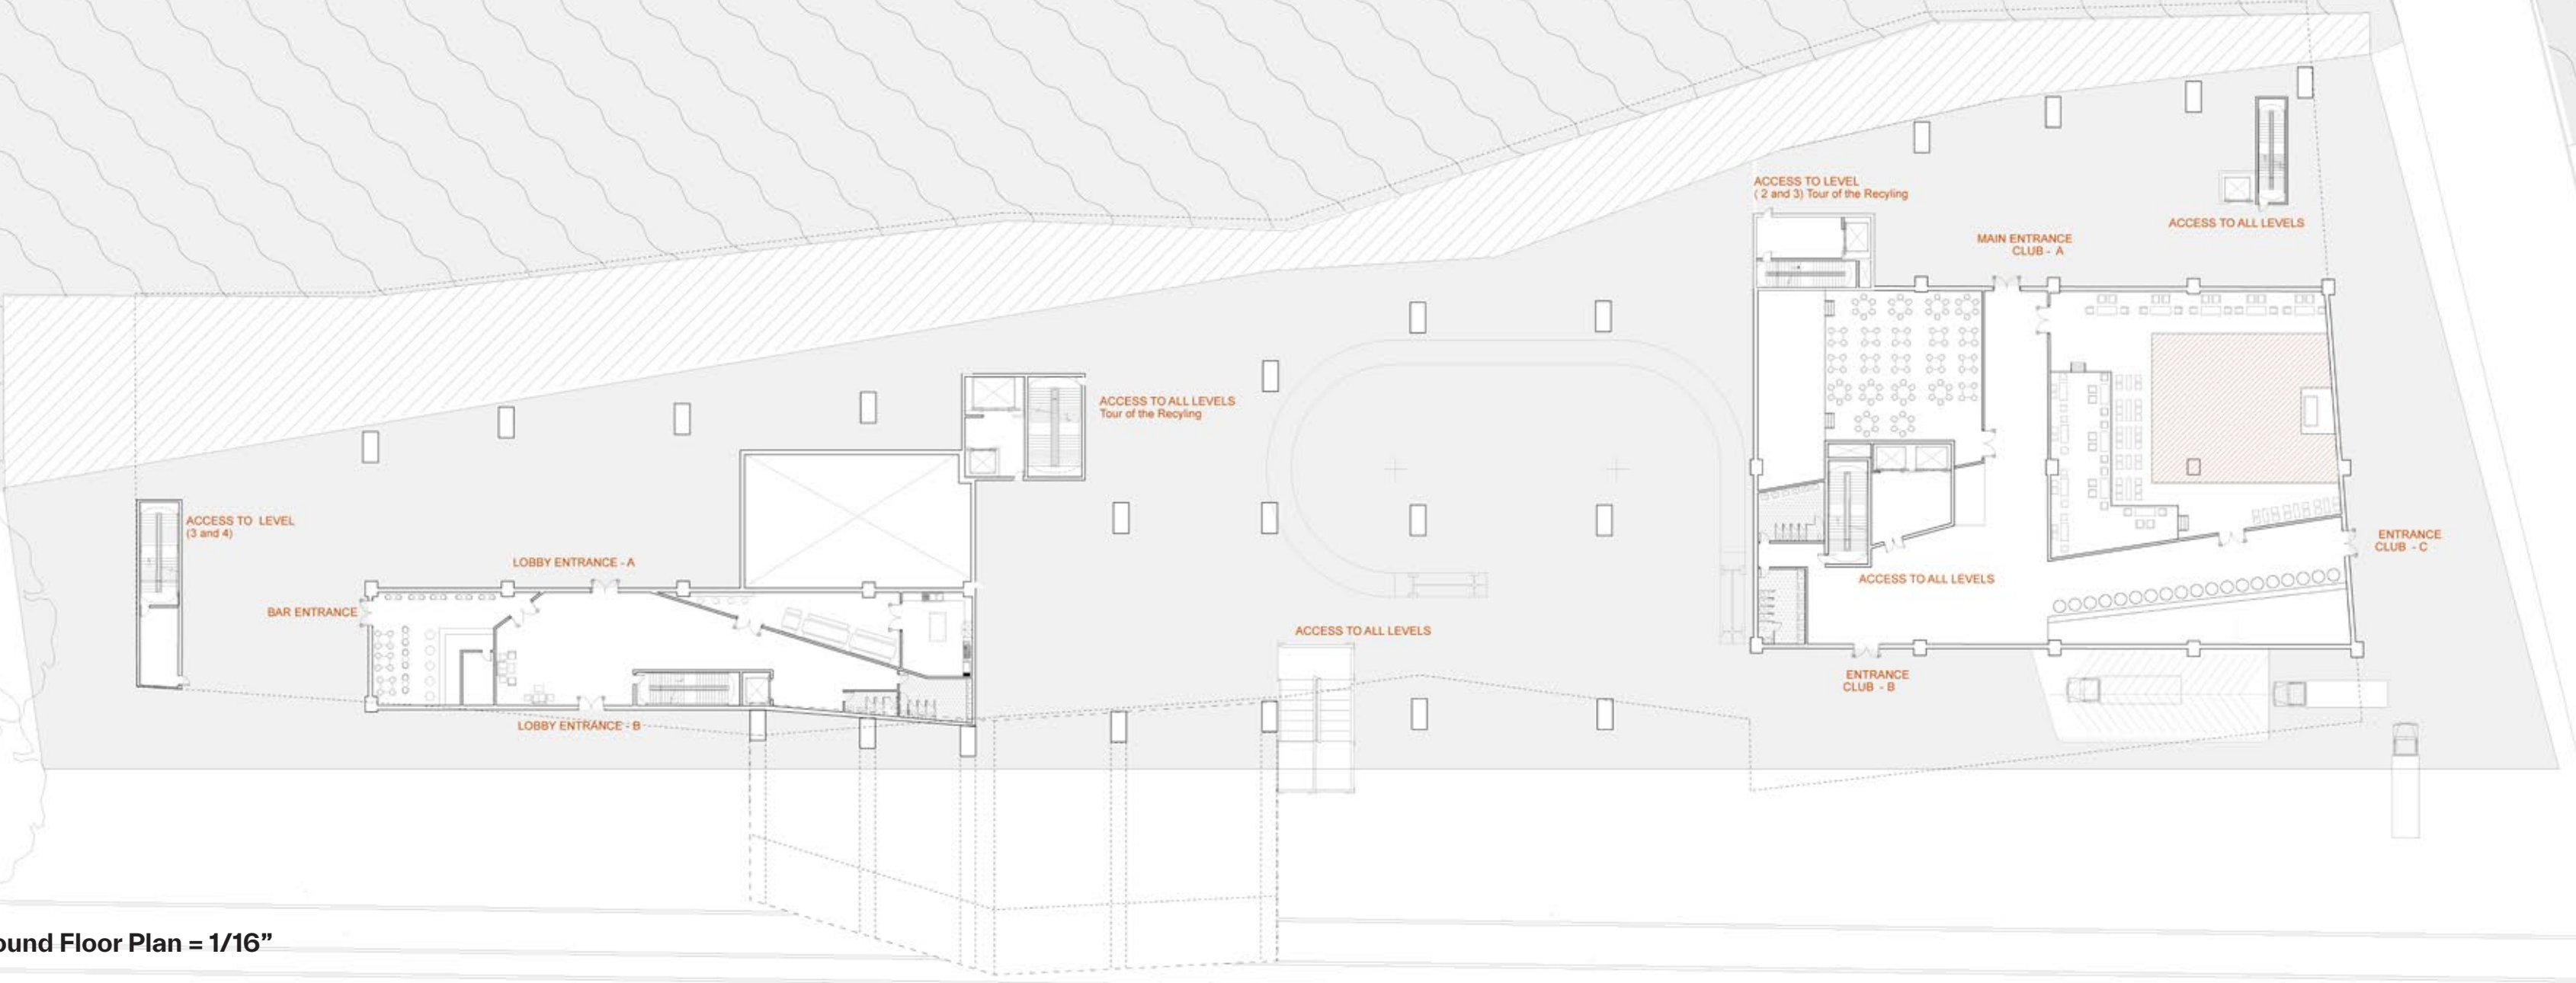 ACCESS TO LEVEL
( 2 and 3) Tour of the Recyling
ACCESS TO ALL LEVELS
MAIN ENTRANCE
CLUB - A
ACCESS TO ALL LEVELS
Tour of the Recyling
ACCESS TO LEVEL
(3 and 4)
LOBBY ENTRANCE - A
BAR ENTRANCE
LOBBY ENTRANCE - B
ACCESS TO ALL LEVELS
ACCESS TO ALL LEVELS
ENTRANCE
CLUB - C
ENTRANCE
CLUB - B
ound Floor Plan = 1/16”